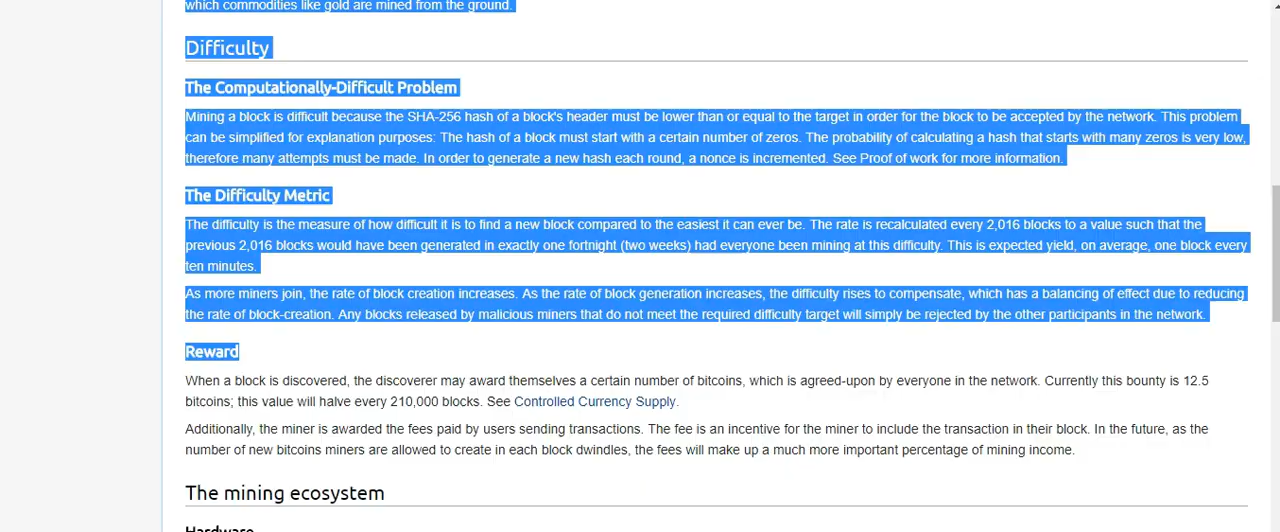 which commodities like gold are mined from the ground.
Difficulty
The Computationally-Difficult Problem
Mining a block is difficult because the SHA-256 hash of a block's header must be lower than or equal to the target in order for the block to be accepted by the network. This problem
can be simplified for explanation purposes: The hash of a block must start with a certain number of zeros. The probability of calculating a hash that starts with many zeros is very low,
therefore many attempts must be made. In order to generate a new hash each round, a nonce is incremented. See Proof of work for more information.
The Difficulty Metric
The difficulty is the measure of how difficult it is to find a new block compared to the easiest it can ever be. The rate is recalculated every 2,016 blocks to a value such that the
previous 2,016 blocks would have been generated in exactly one fortnight (two weeks) had everyone been mining at this difficulty. This is expected yield, on average, one block every
ten minutes.
As more miners join, the rate of block creation increases. As the rate of block generation increases, the difficulty rises to compensate, which has a balancing of effect due to reducing
the rate of block-creation. Any blocks released by malicious miners that do not meet the required difficulty target will simply be rejected by the other participants in the network.
Reward
When a block is discovered, the discoverer may award themselves a certain number of bitcoins, which is agreed-upon by everyone in the network. Currently this bounty is 12.5
bitcoins; this value will halve every 210,000 blocks. See Controlled Currency Supply.
Additionally, the miner is awarded the fees paid by users sending transactions. The fee is an incentive for the miner to include the transaction in their block. In the future, as the
number of new bitcoins miners are allowed to create in each block dwindles, the fees will make up a much more important percentage of mining income.
The mining ecosystem
Hardware